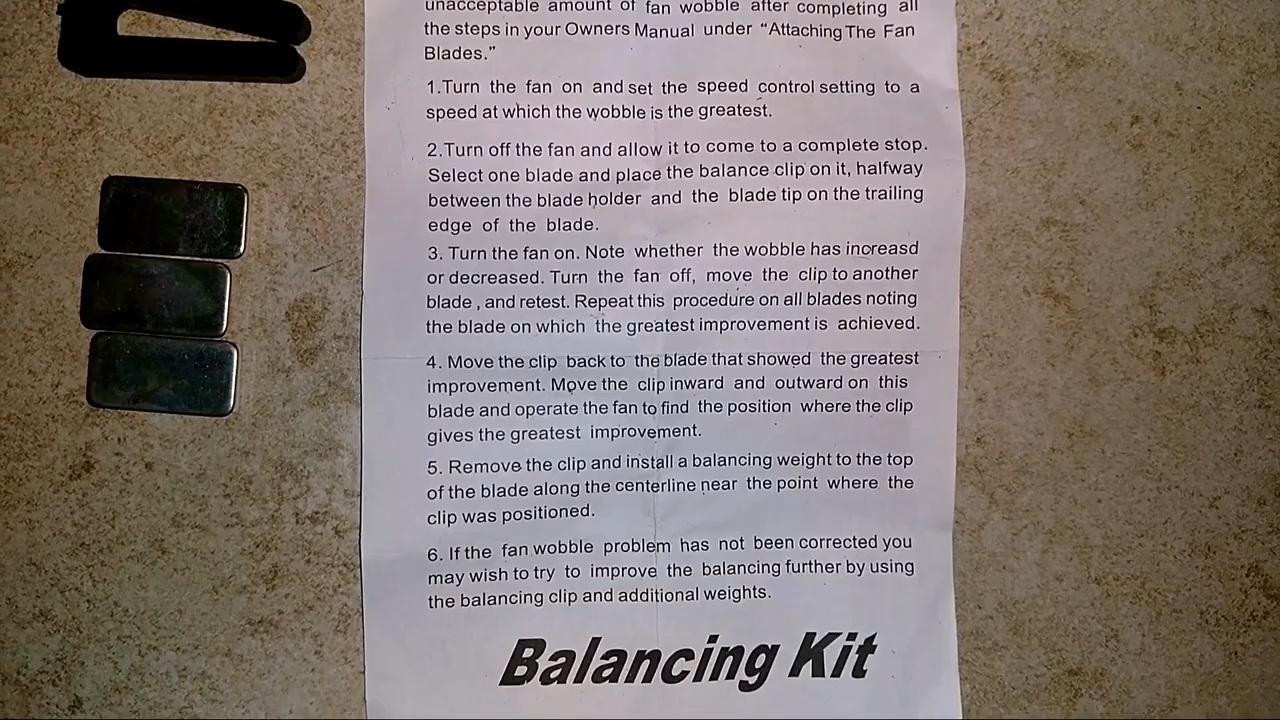 unacceptable amount of fan wobble after completing all
the steps in your Owners Manual under “Attaching The Fan
Blades.”
1.Turn the fan on and set the speed control setting to a
speed at which the wobble is the greatest.
2.Turn off the fan and allow it to come to a complete stop.
Select one blade and place the balance clip on it, halfway
between the blade holder and the blade tip on the trailing
edge of the blade.
3. Turn the fan on. Note whether the wobble has increasd
or decreased. Turn the fan off, move the clip to another
blade , and retest. Repeat this procedure on all blades noting
the blade on which the greatest improvement is achieved.
4. Move the clip back to the blade that showed the greatest
improvement. Move the clip inward and outward on this
blade and operate the fan to find the position where the clip
gives the greatest improvement.
5. Remove the clip and install a balancing weight to the top
of the blade along the centerline near the point where the
clip was positioned.
6. If the fan wobble problem has not been corrected you
may wish to try to improve the balancing further by using
the balancing clip and additional weights.
Balancing Kit